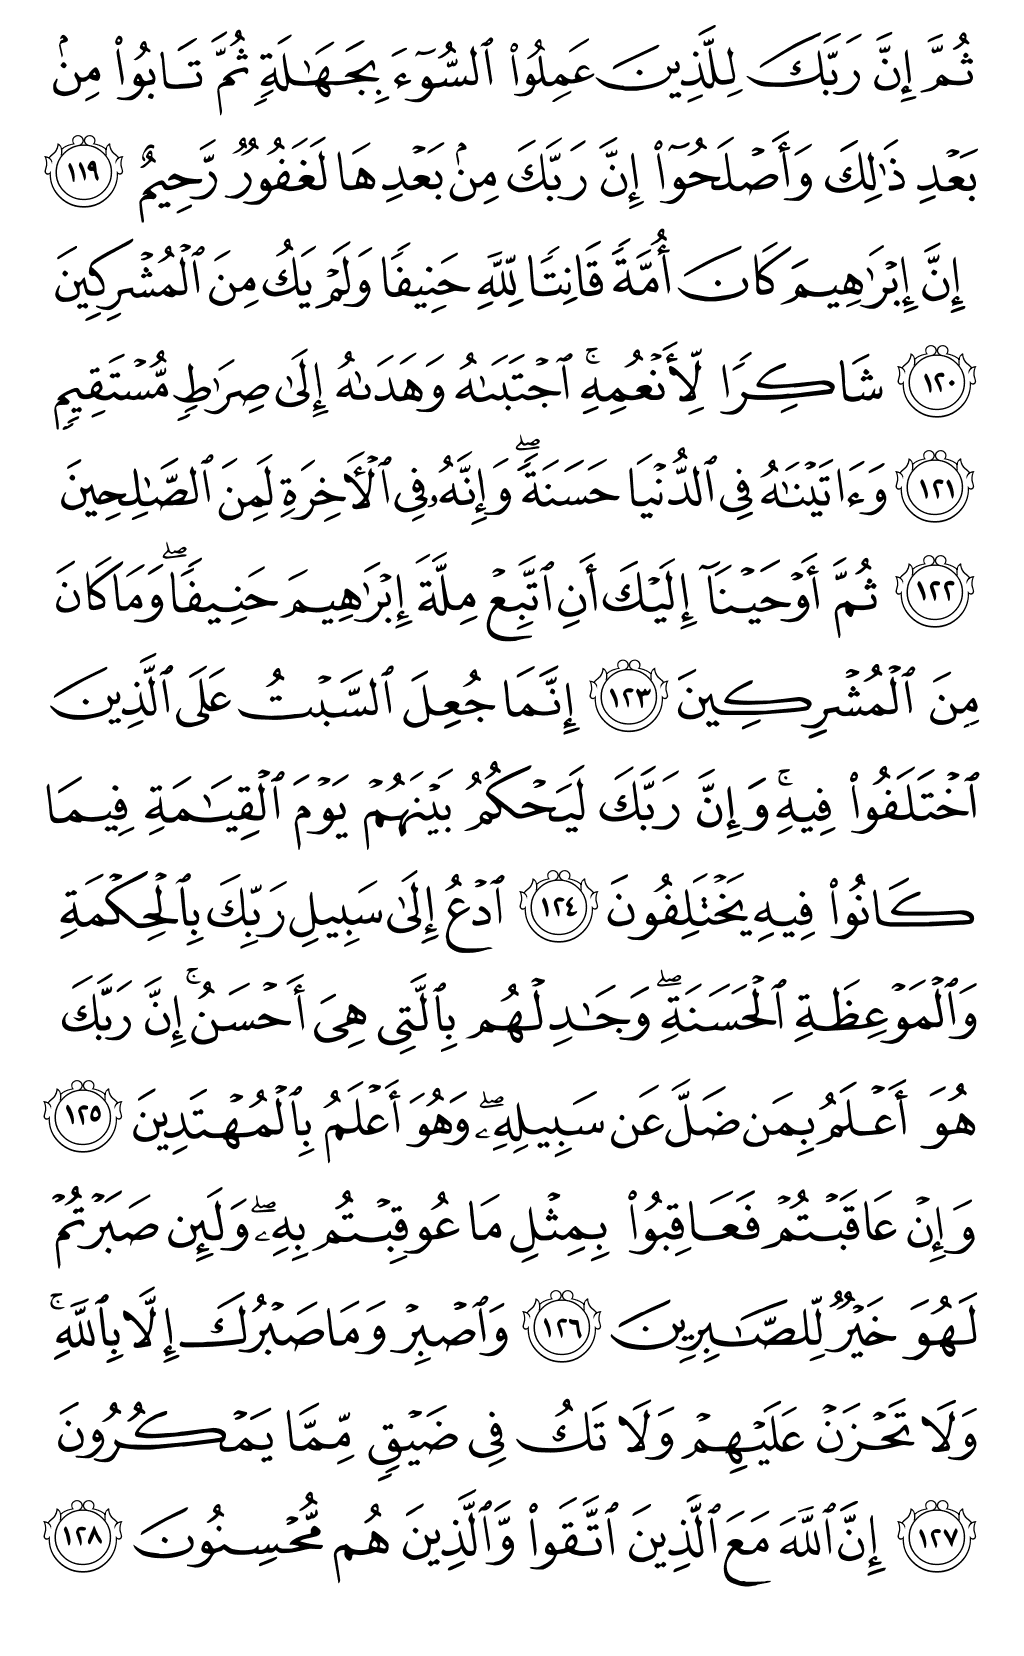 ثُمَّ إِنَّ رَبَّكَ لِلَّذِينَ عَمِلُوا۟ ٱلسُّوٓءَ بِجَهَـٰلَةٍۢ ثُمَّ تَابُوا۟ مِنۢ
بَعْدِ ذَٰلِكَ وَأَصْلَحُوٓا۟ إِنَّ رَبَّكَ مِنۢ بَعْدِهَا لَغَفُورٌۭ رَّحِيمٌ ١١٩
إِنَّ إِبْرَٰهِيمَ كَانَ أُمَّةًۭ قَانِتًۭا لِّلَّهِ حَنِيفًۭا وَلَمْ يَكُ مِنَ ٱلْمُشْرِكِينَ
١٢٠ شَاكِرًۭا لِّأَنْعُمِهِ ۚ ٱجْتَبَىٰهُ وَهَدَىٰهُ إِلَىٰ صِرَٰطٍۢ مُّسْتَقِيمٍۢ
١٢١ وَءَاتَيْنَـٰهُ فِى ٱلدُّنْيَا حَسَنَةًۭ ۖ وَإِنَّهُۥ فِى ٱلْـَٔاخِرَةِ لَمِنَ ٱلصَّـٰلِحِينَ
١٢٢ ثُمَّ أَوْحَيْنَآ إِلَيْكَ أَنِ ٱتَّبِعْ مِلَّةَ إِبْرَٰهِيمَ حَنِيفًۭا ۖ وَمَا كَانَ
مِنَ ٱلْمُشْرِكِينَ ١٢٣ إِنَّمَا جُعِلَ ٱلسَّبْتُ عَلَى ٱلَّذِينَ
ٱخْتَلَفُوا۟ فِيهِ ۚ وَإِنَّ رَبَّكَ لَيَحْكُمُ بَيْنَهُمْ يَوْمَ ٱلْقِيَـٰمَةِ فِيمَا
كَانُوا۟ فِيهِ يَخْتَلِفُونَ ١٢٤ ٱدْعُ إِلَىٰ سَبِيلِ رَبِّكَ بِٱلْحِكْمَةِ
وَٱلْمَوْعِظَةِ ٱلْحَسَنَةِ ۖ وَجَـٰدِلْهُم بِٱلَّتِى هِىَ أَحْسَنُ ۚ إِنَّ رَبَّكَ
هُوَ أَعْلَمُ بِمَن ضَلَّ عَن سَبِيلِهِۦ ۖ وَهُوَ أَعْلَمُ بِٱلْمُهْتَدِينَ ١٢٥
وَإِنْ عَاقَبْتُمْ فَعَاقِبُوا۟ بِمِثْلِ مَا عُوقِبْتُم بِهِۦ ۖ وَلَئِن صَبَرْتُمْ
لَهُوَ خَيْرٌۭ لِّلصَّـٰبِرِينَ ١٢٦ وَٱصْبِرْ وَمَا صَبْرُكَ إِلَّا بِٱللَّهِ ۚ
وَلَا تَحْزَنْ عَلَيْهِمْ وَلَا تَكُ فِى ضَيْقٍۢ مِّمَّا يَمْكُرُونَ
١٢٧ إِنَّ ٱللَّهَ مَعَ ٱلَّذِينَ ٱتَّقَوا۟ وَّٱلَّذِينَ هُم مُّحْسِنُونَ ١٢٨